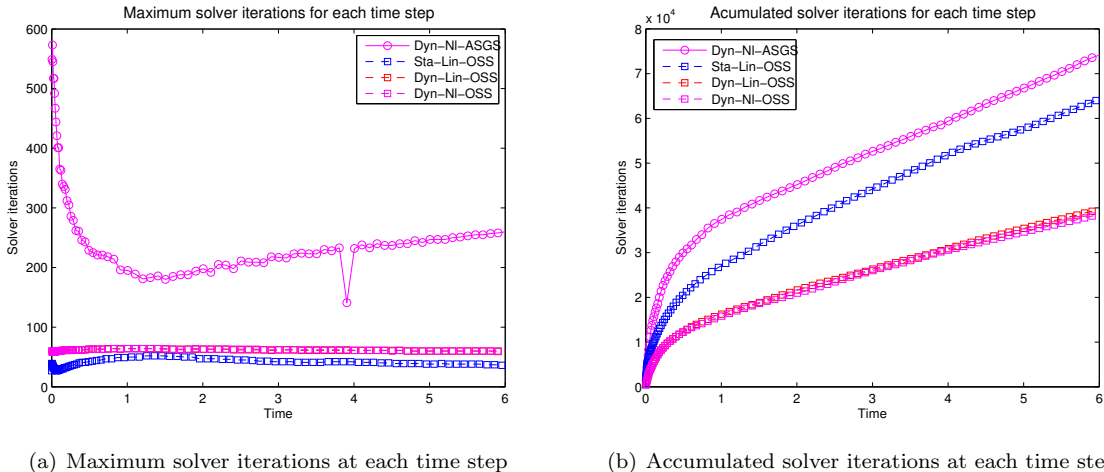 Maximum solver iterations for each time step
600
500
400
300
200
100
0
Solver iterations
0 1 2 3 4 5 6
Time
Dyn−Nl−ASGS
Sta−Lin−OSS
Dyn−Lin−OSS
Dyn−Nl−OSS
(a) Maximum solver iterations at each time step
Acumulated solver iterations for each time step
x 10^4
8
7
6
5
4
3
2
1
0
Solver iterations
0 1 2 3 4 5 6
Time
Dyn−Nl−ASGS
Sta−Lin−OSS
Dyn−Lin−OSS
Dyn−Nl−OSS
(b) Accumulated solver iterations at each time ste